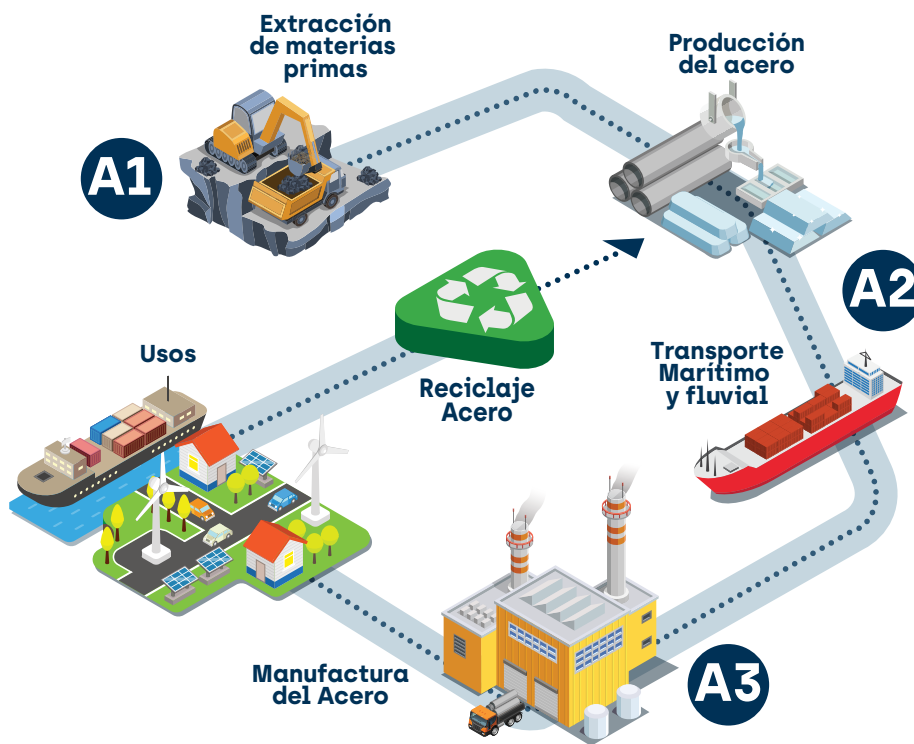 Extracción
de materias
primas
Producción
del acero
A1
A2
Usos
Reciclaje
Acero
Transporte
Marítimo
y fluvial
Manufactura
del Acero
A3